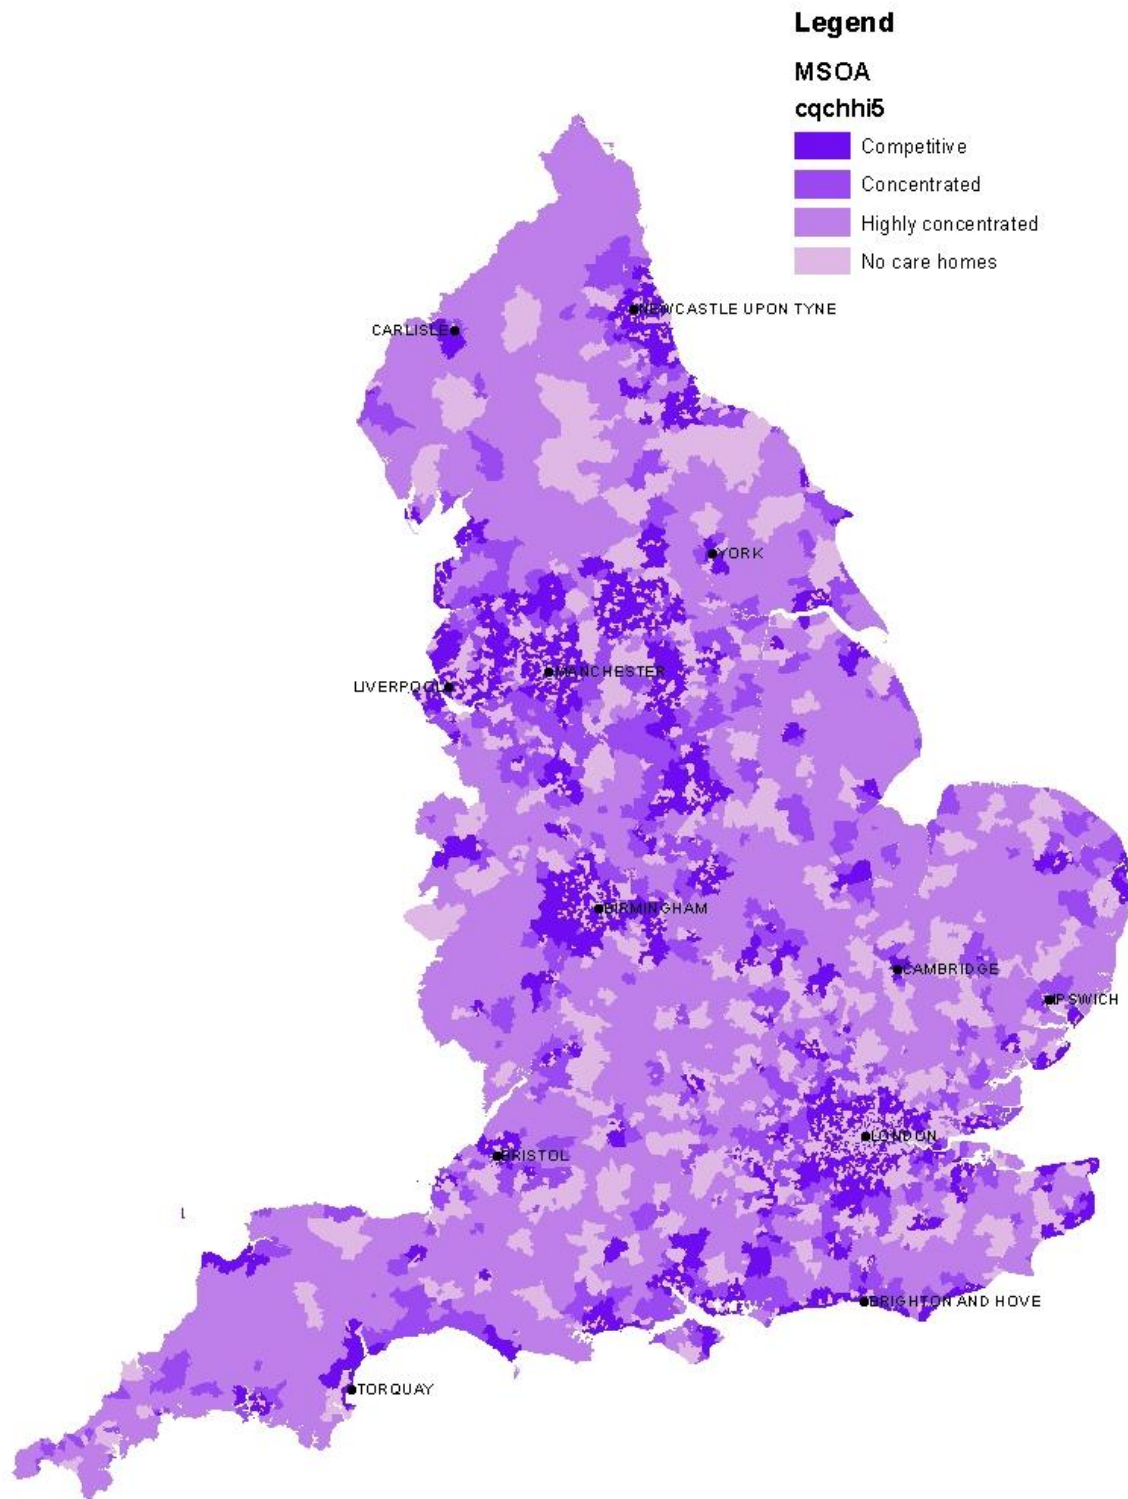 Legend
MSOA
cqchhi5
Competitive
Concentrated
Highly concentrated
No care homes
NEWCASTLE UPON TYNE
CARLISLE
YORK
MANCHESTER
LIVERPOOL
BIRMINGHAM
CAMBRIDGE
IPSWICH
LONDON
BRISTOL
BRIGHTON AND HOVE
TORQUAY